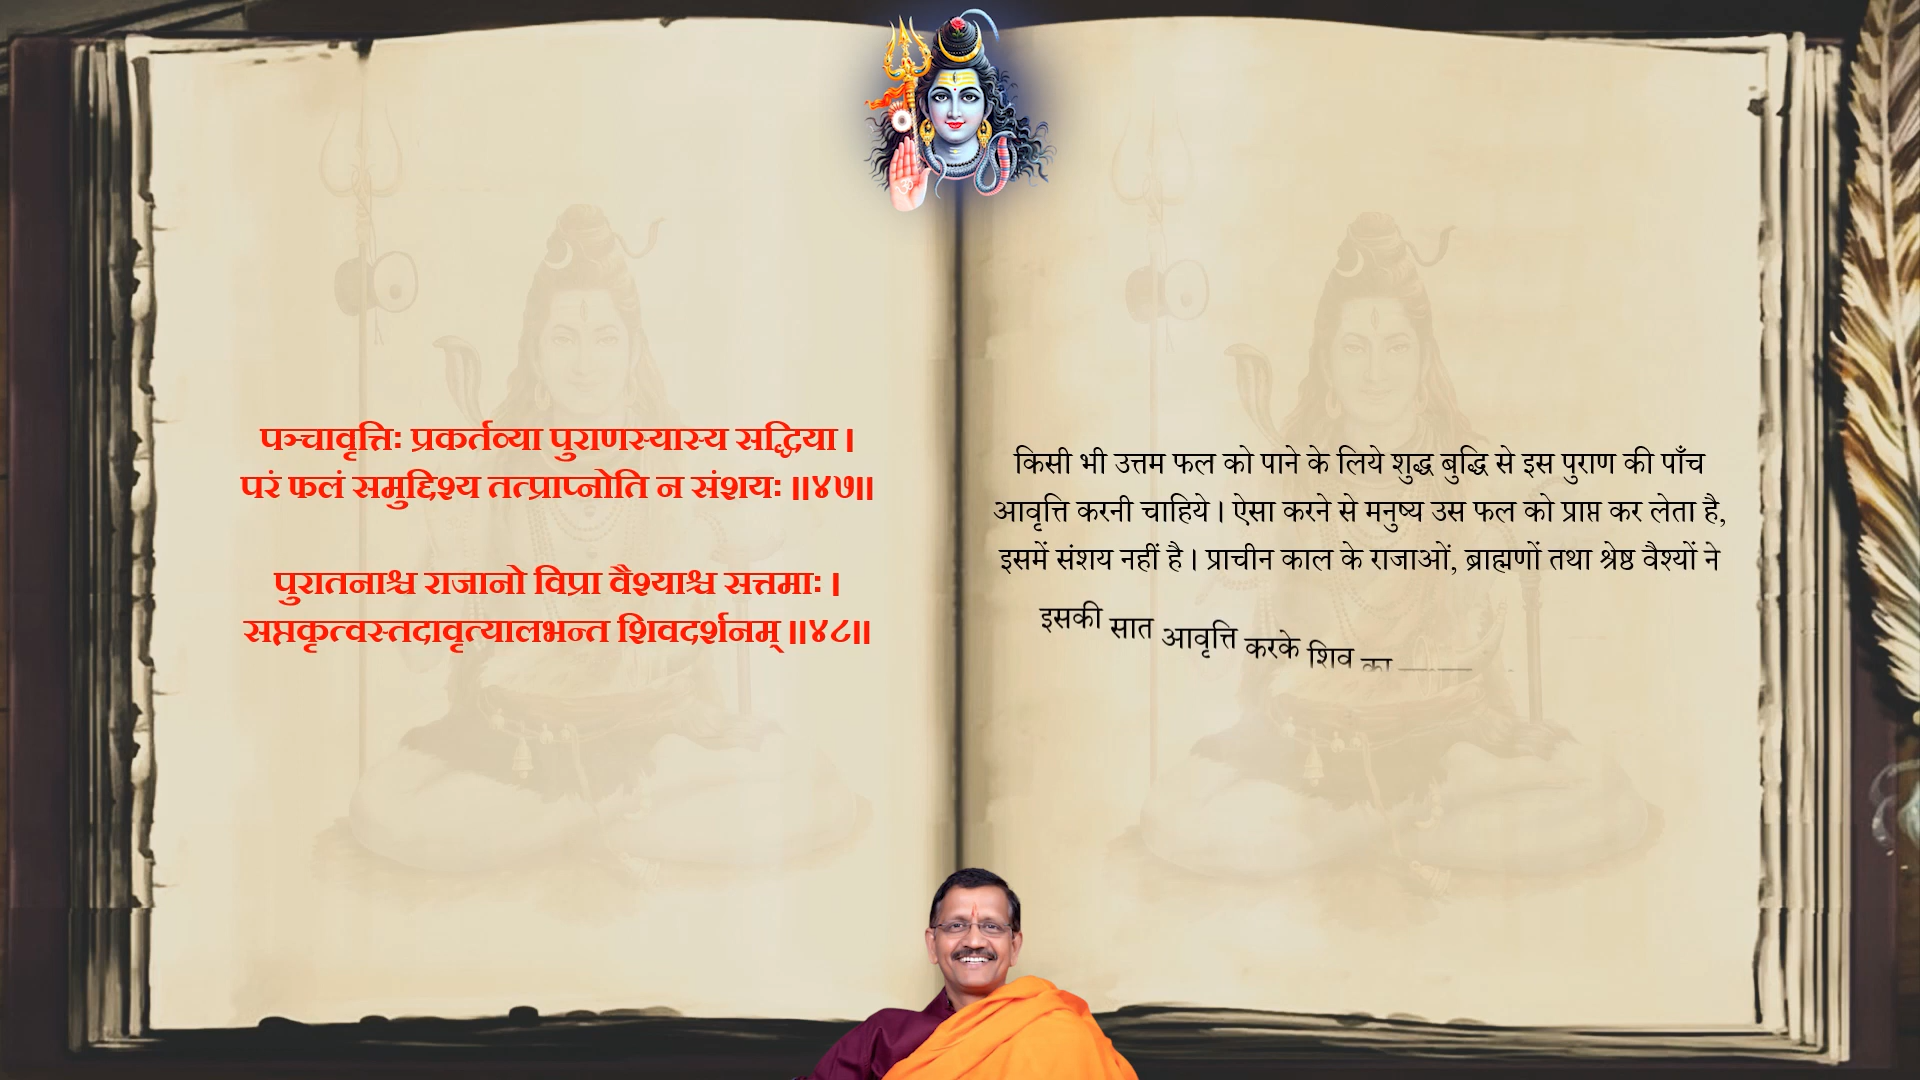 पञ्चावृत्तिः प्रकर्तव्या पुराणस्यास्य सद्धिया ।
परं फलं समुद्दिश्य तत्प्राप्नोति न संशयः ॥४७॥
पुरातनाश्च राजानो विप्रा वैश्याश्च सत्तमाः ।
सप्तकृत्वस्तदावृत्यालभन्त शिवदर्शनम् ॥४८॥
किसी भी उत्तम फल को पाने के लिये शुद्ध बुद्धि से इस पुराण की पाँच
आवृत्ति करनी चाहिये । ऐसा करने से मनुष्य उस फल को प्राप्त कर लेता है,
इसमें संशय नहीं है । प्राचीन काल के राजाओं, ब्राह्मणों तथा श्रेष्ठ वैश्यों ने
इसकी सात आवृत्ति करके शिव का